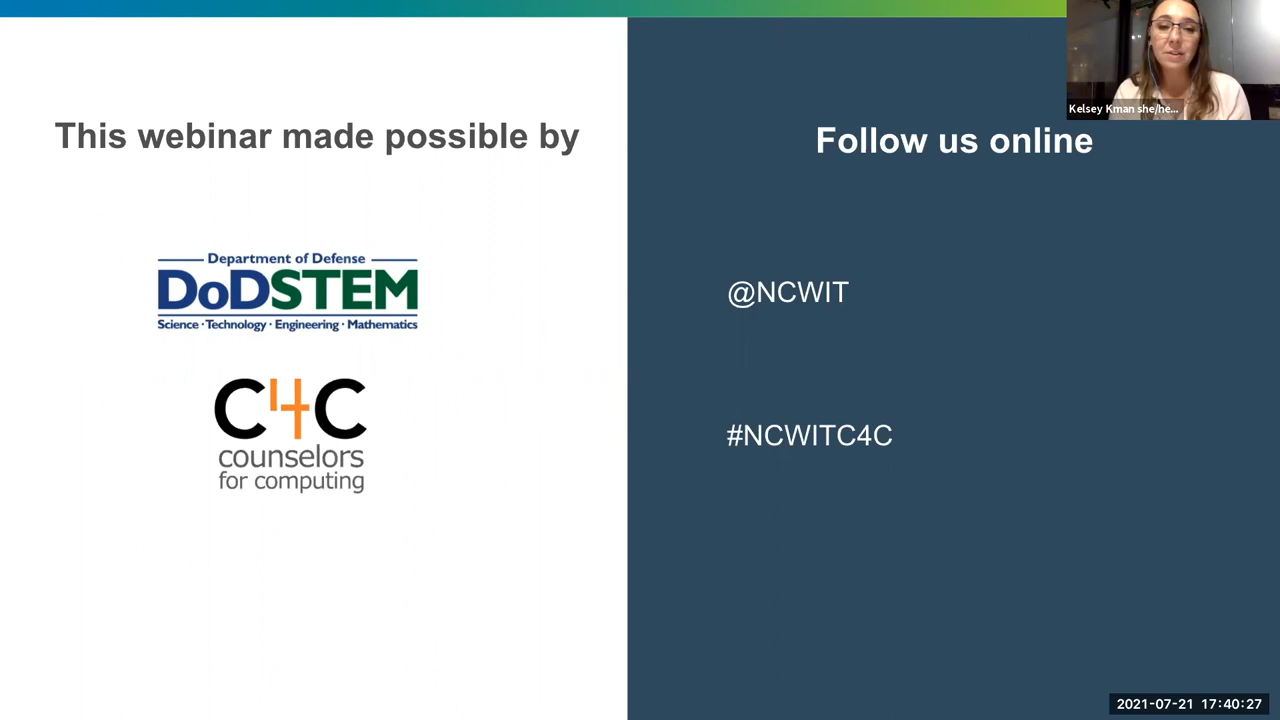 This webinar made possible by
Department of Defense
DoDSTEM
Science · Technology · Engineering · Mathematics
C4C
counselors
for computing
Follow us online
@NCWIT
#NCWITC4C
Kelsey Kman she/he...
2021-07-21 17:40:27